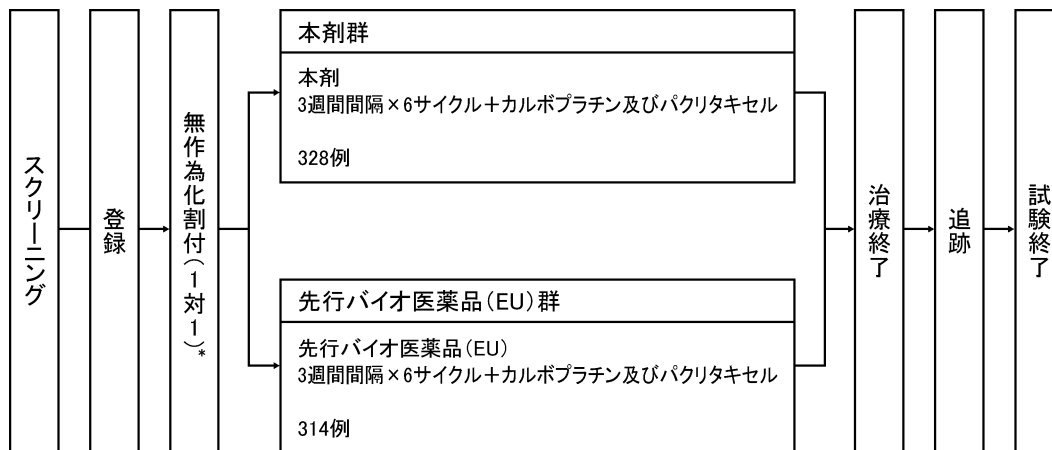 スクリーニング
登録
無作為化割付（1対1）*
本剤群
本剤
3週間間隔×6サイクル＋カルボプラチン及びパクリタキセル
328例
先行バイオ医薬品（EU）群
先行バイオ医薬品（EU）
3週間間隔×6サイクル＋カルボプラチン及びパクリタキセル
314例
治療終了
追跡
試験終了